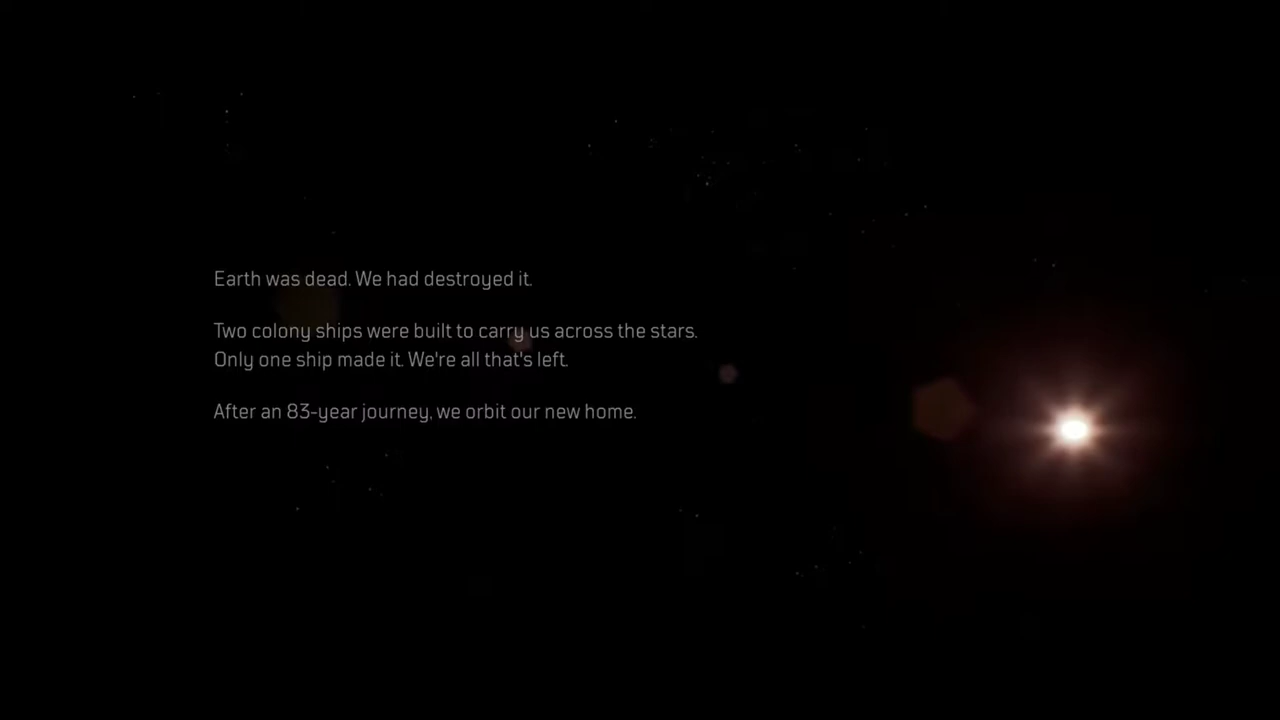 Earth was dead. We had destroyed it.
Two colony ships were built to carry us across the stars.
Only one ship made it. We're all that's left.
After an 83-year journey, we orbit our new home.